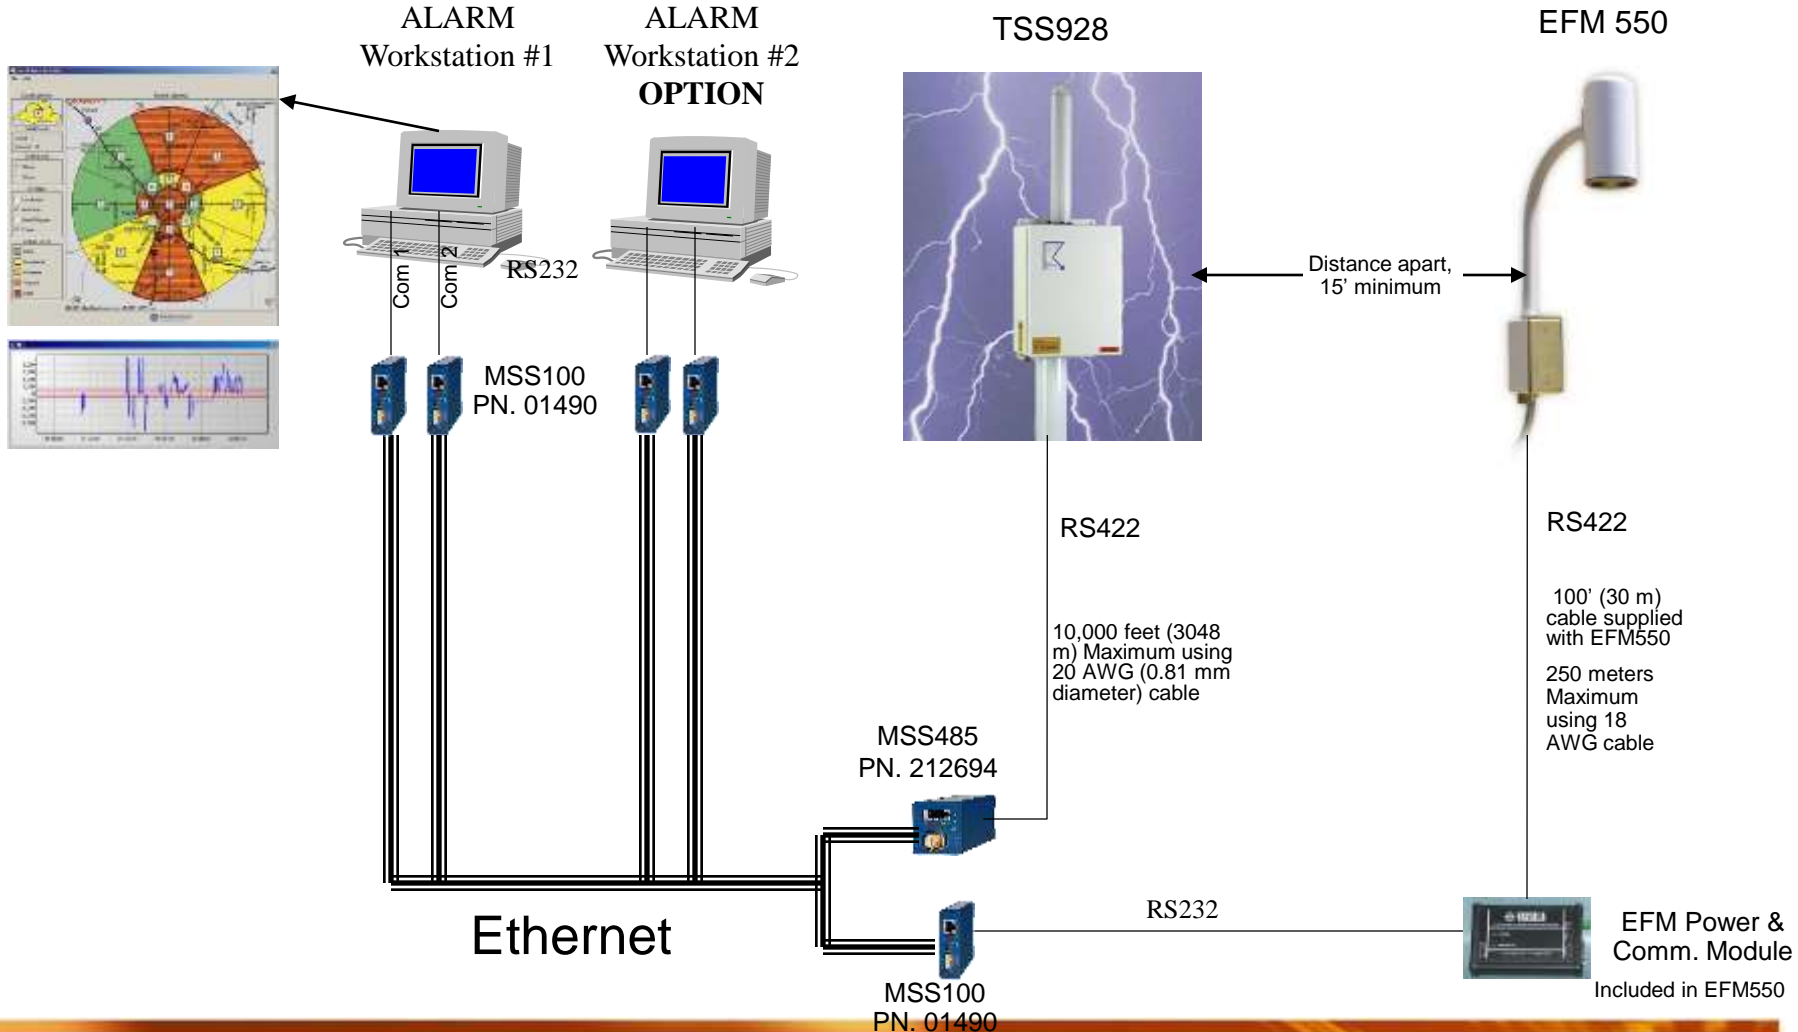 ALARM
Workstation #1
ALARM
Workstation #2
OPTION
TSS928
EFM 550
Com 1
Com 2
RS232
Distance apart,
15’ minimum
MSS100
PN. 01490
RS422
RS422
10,000 feet (3048
m) Maximum using
20 AWG (0.81 mm
diameter) cable
100’ (30 m)
cable supplied
with EFM550
250 meters
Maximum
using 18
AWG cable
MSS485
PN. 212694
Ethernet
RS232
EFM Power &
Comm. Module
Included in EFM550
MSS100
PN. 01490